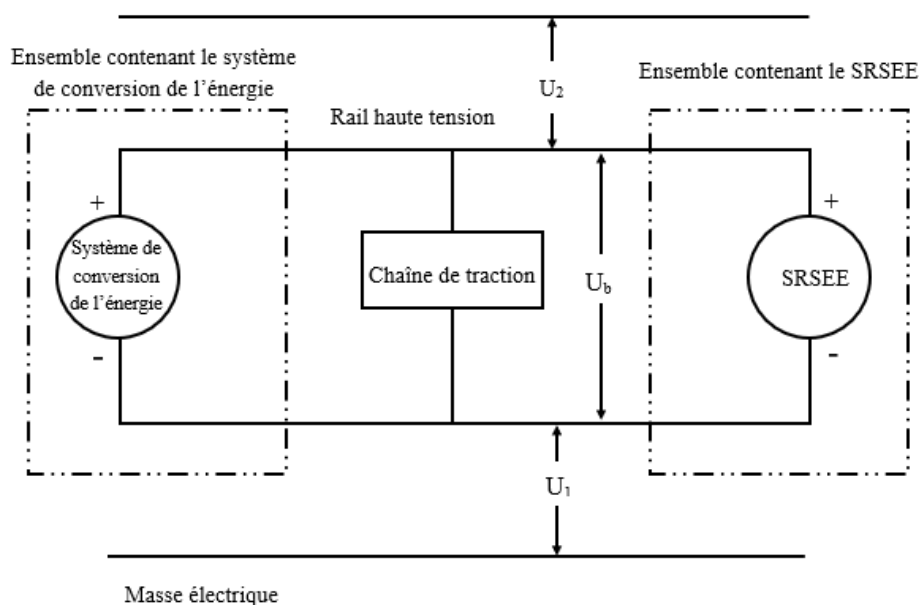 Ensemble contenant le système
de conversion de l’énergie
U2
Ensemble contenant le SRSEE
Rail haute tension
+
+
Système de
conversion
de l’énergie
Chaîne de traction
Ub
SRSEE
-
-
U1
Masse électrique